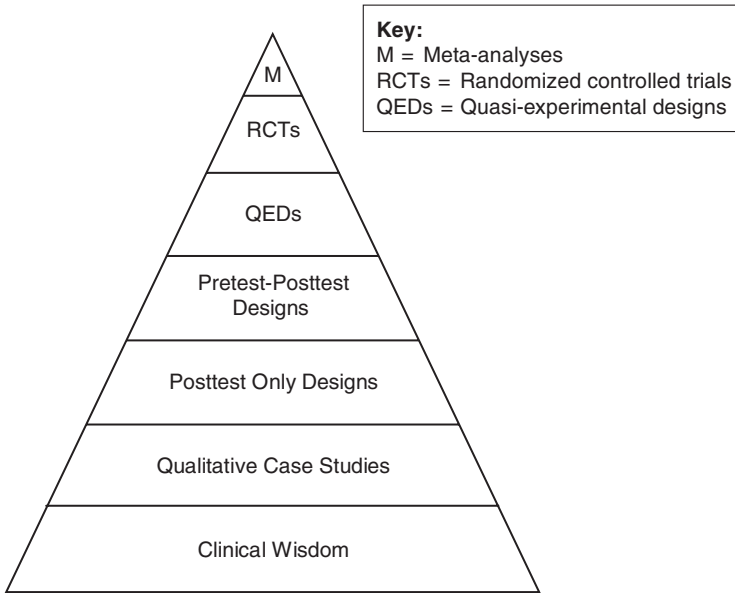 Key:
M = Meta-analyses
RCTs = Randomized controlled trials
QEDs = Quasi-experimental designs
M
RCTs
QEDs
Pretest-Posttest
Designs
Posttest Only Designs
Qualitative Case Studies
Clinical Wisdom